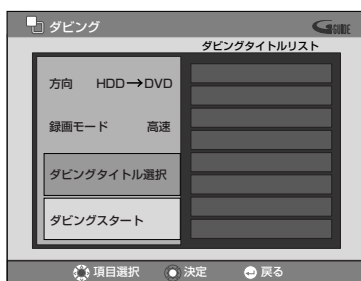 ダビング
GGUIDE
ダビングタイトルリスト
方向 HDD→DVD
録画モード 高速
ダビングタイトル選択
ダビングスタート
項目選択 決定 戻る